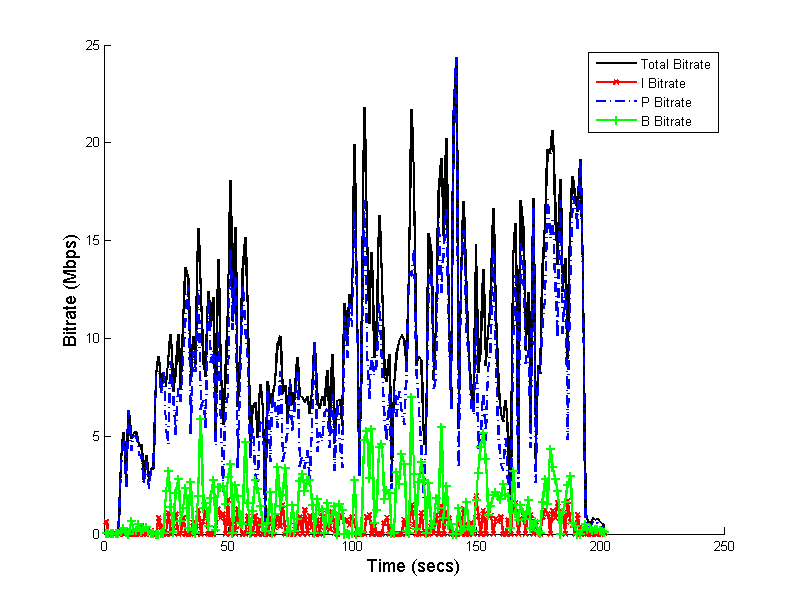 25
20
15
10
5
0
0
50
100
150
200
250
Bitrate (Mbps)
Time (secs)
Total Bitrate
I Bitrate
P Bitrate
B Bitrate